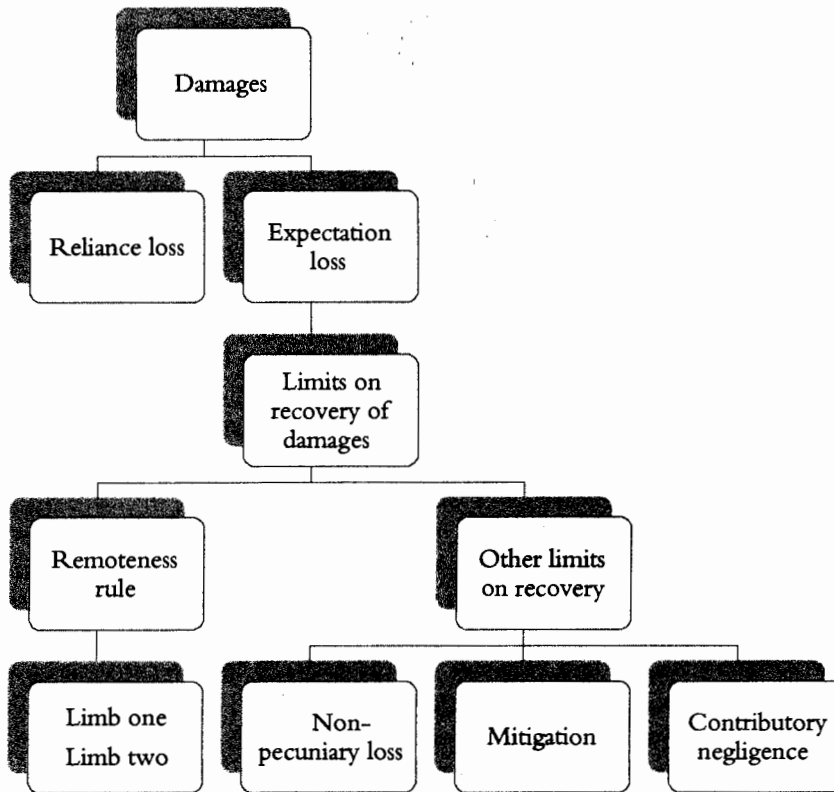 Damages
Reliance loss
Expectation
loss
Limits on
recovery of
damages
Remoteness
rule
Other limits
on recovery
Limb one
Limb two
Non-
pecuniary loss
Mitigation
Contributory
negligence